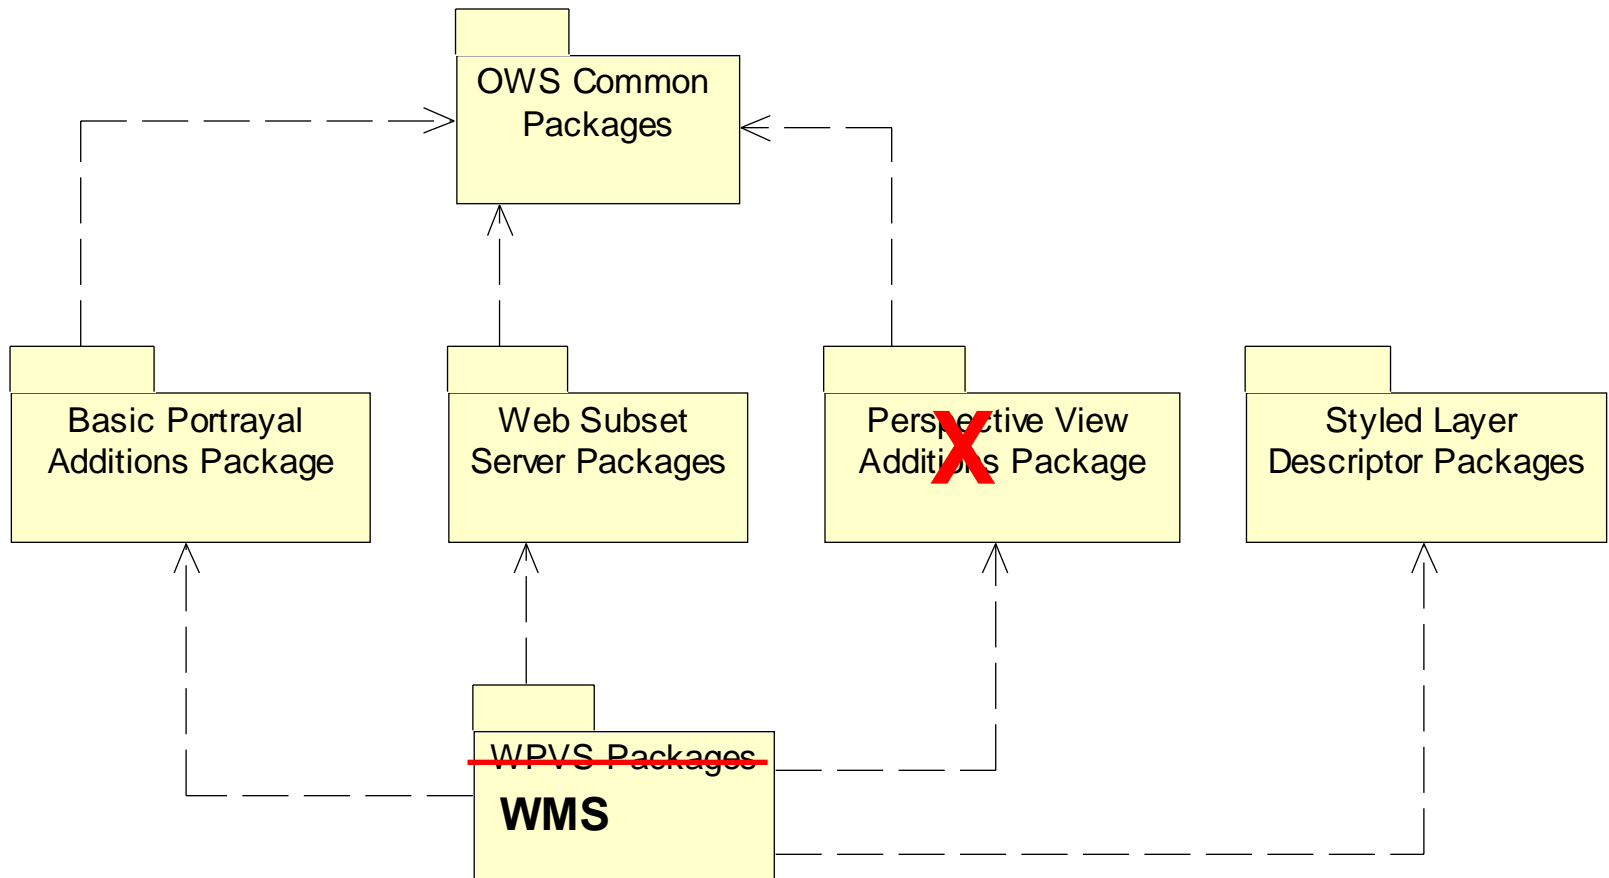 OWS Common
Packages
Basic Portrayal
Additions Package
Web Subset
Server Packages
Perspective View
Additions Package
X
Styled Layer
Descriptor Packages
WPVS Packages
WMS